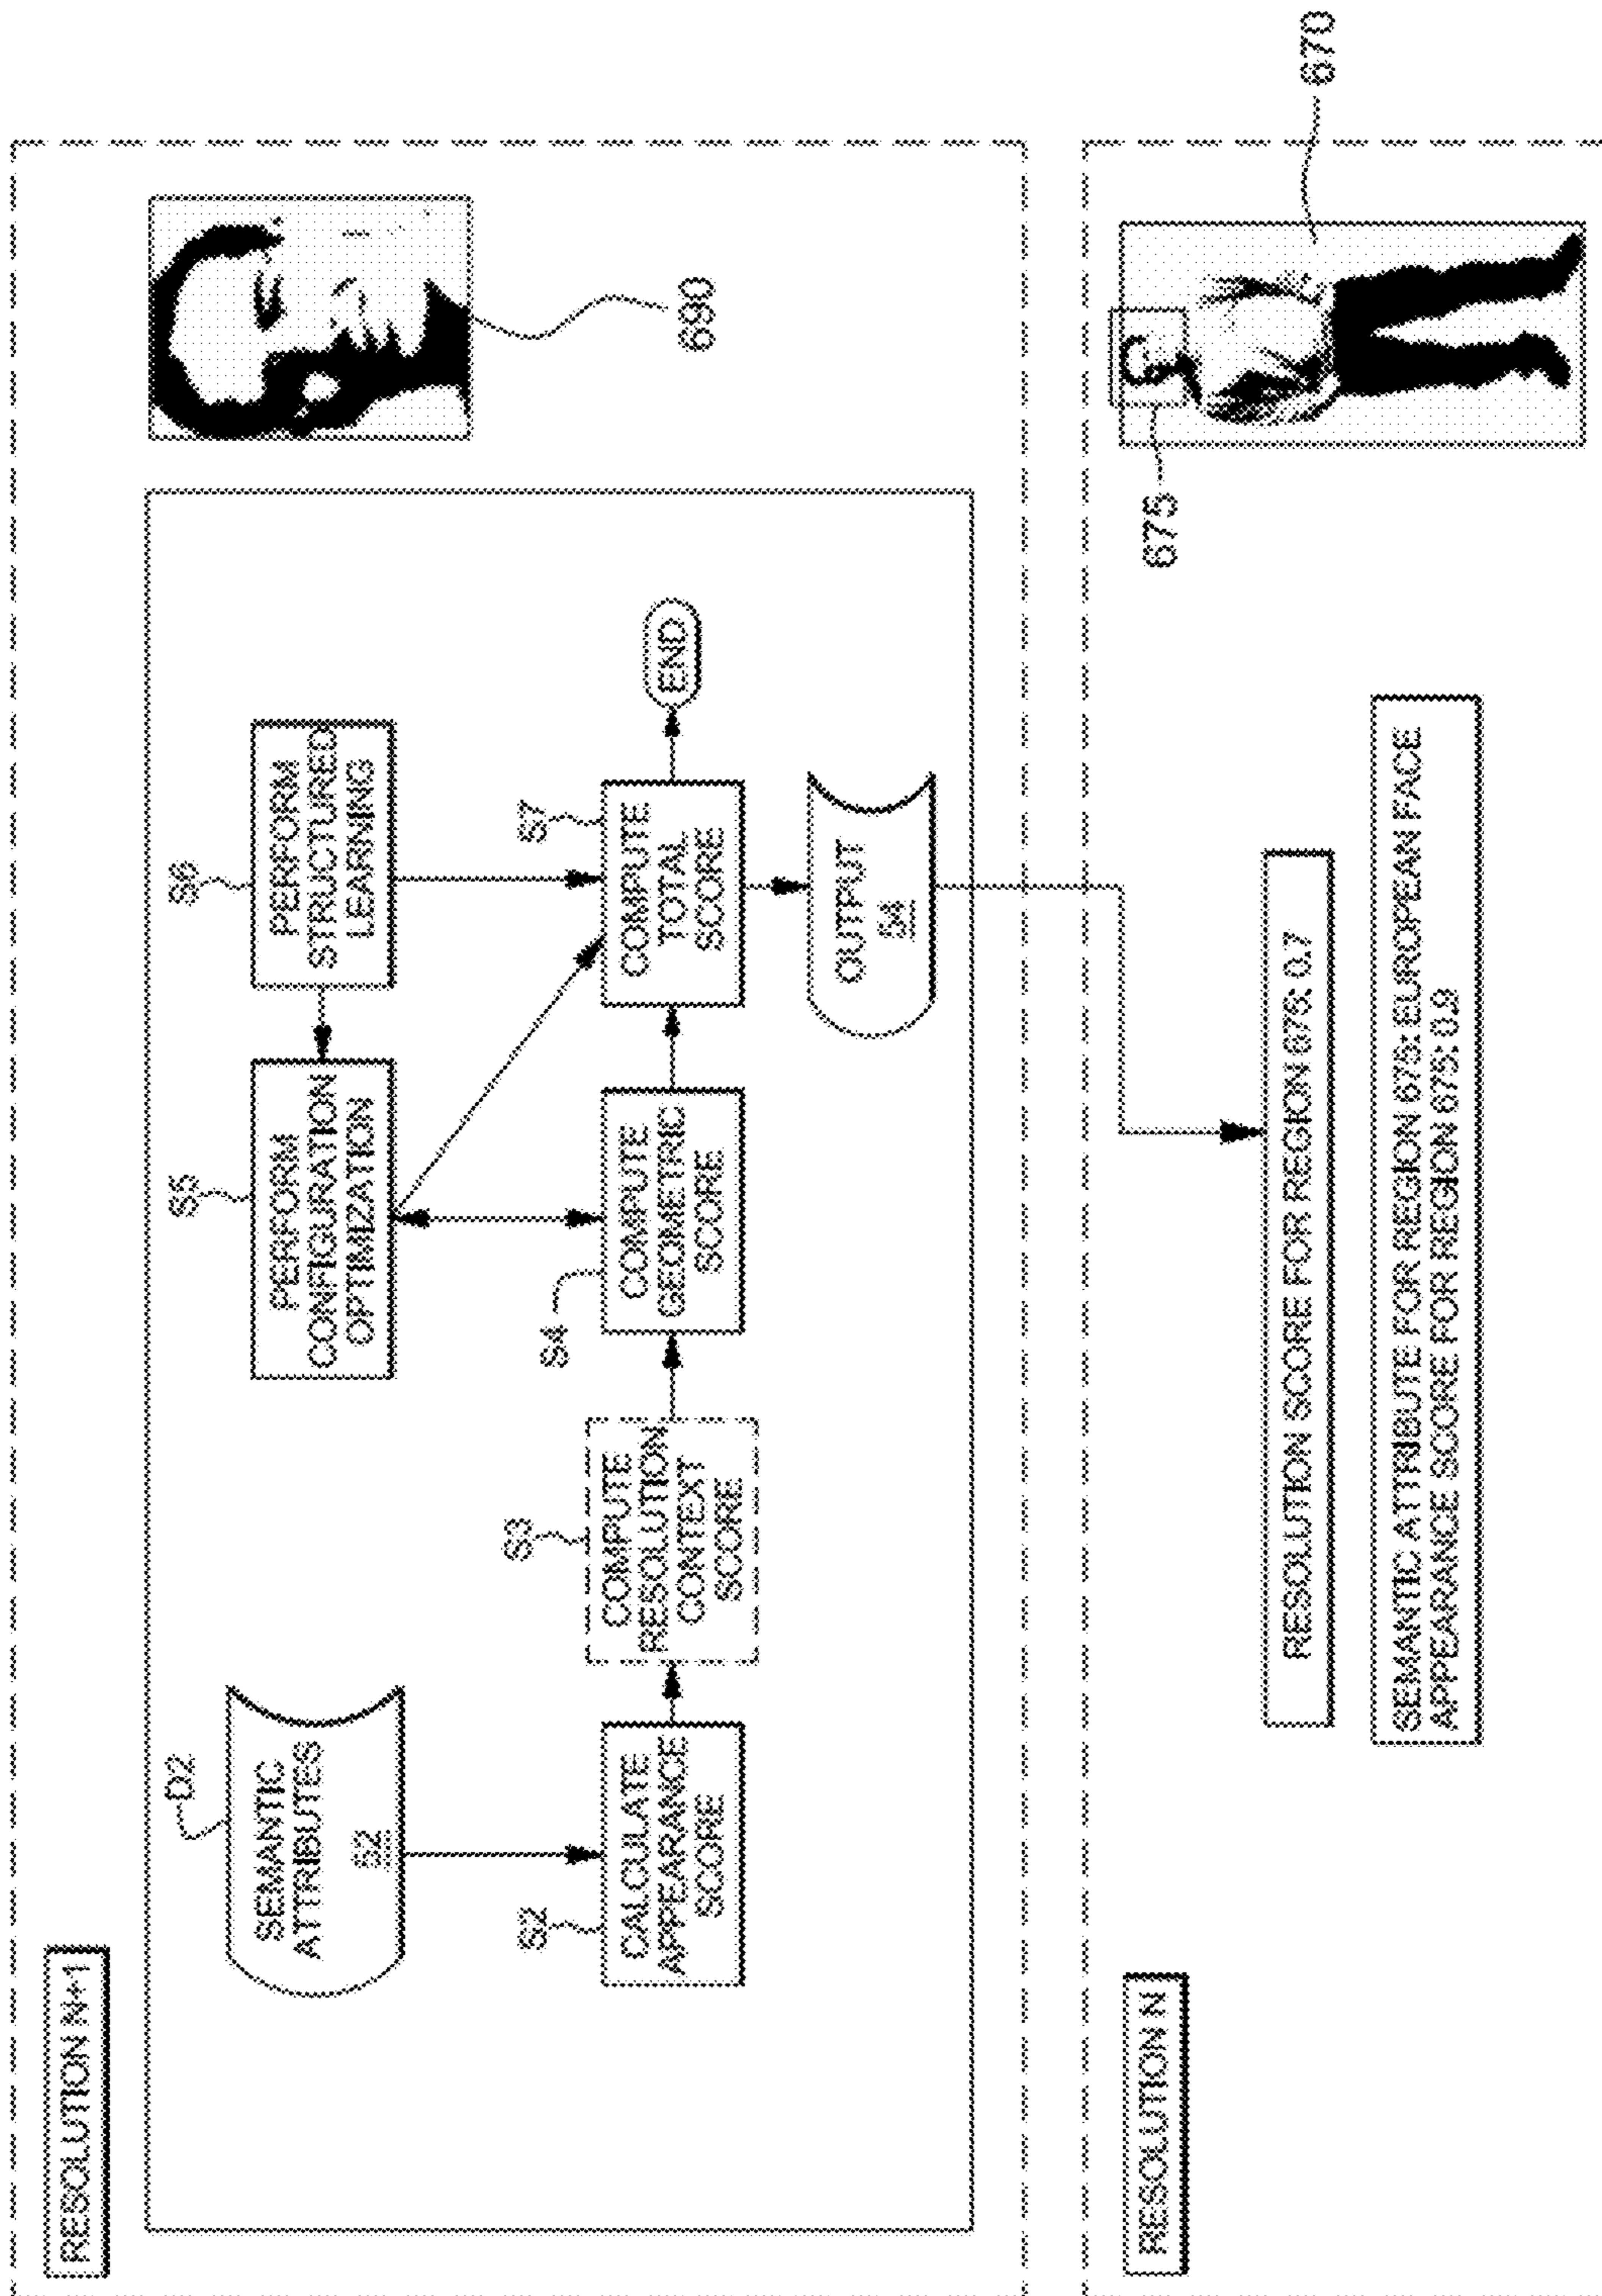 RESOLUTION N+1
D2
SEMANTIC
ATTRIBUTES
52
S5
PERFORM
CONFIGURATION
OPTIMIZATION
S6
PERFORM
STRUCTURED
LEARNING
S2
CALCULATE
APPEARANCE
SCORE
S3
COMPUTE
RESOLUTION
CONTEXT
SCORE
S4
COMPUTE
GEOMETRIC
SCORE
S7
COMPUTE
TOTAL
SCORE
END
OUTPUT
54
690
RESOLUTION N
675
670
RESOLUTION SCORE FOR REGION 675: 0.7
SEMANTIC ATTRIBUTE FOR REGION 675: EUROPEAN FACE
APPEARANCE SCORE FOR REGION 675: 0.9